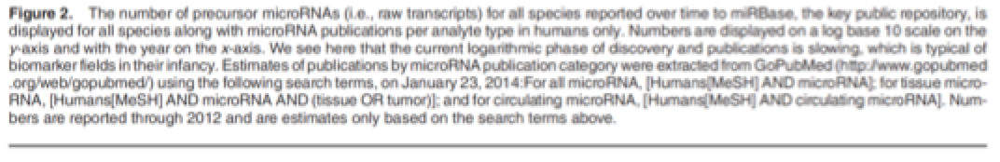 Figure 2. The number of precursor microRNAs (i.e., raw transcripts) for all species reported over time to miRBase, the key public repository, is
displayed for all species along with microRNA publications per analyte type in humans only. Numbers are displayed on a log base 10 scale on the
y-axis and with the year on the x-axis. We see here that the current logarithmic phase of discovery and publications is slowing, which is typical of
biomarker fields in their infancy. Estimates of publications by microRNA publication category were extracted from GoPubMed (http://www.gopubmed
.org/web/gopubmed/) using the following search terms, on January 23, 2014:For all microRNA, [Humans[MeSH] AND microRNA]; for tissue micro-
RNA, [Humans[MeSH] AND microRNA AND (tissue OR tumor)]; and for circulating microRNA, [Humans[MeSH] AND circulating microRNA]. Num-
bers are reported through 2012 and are estimates only based on the search terms above.